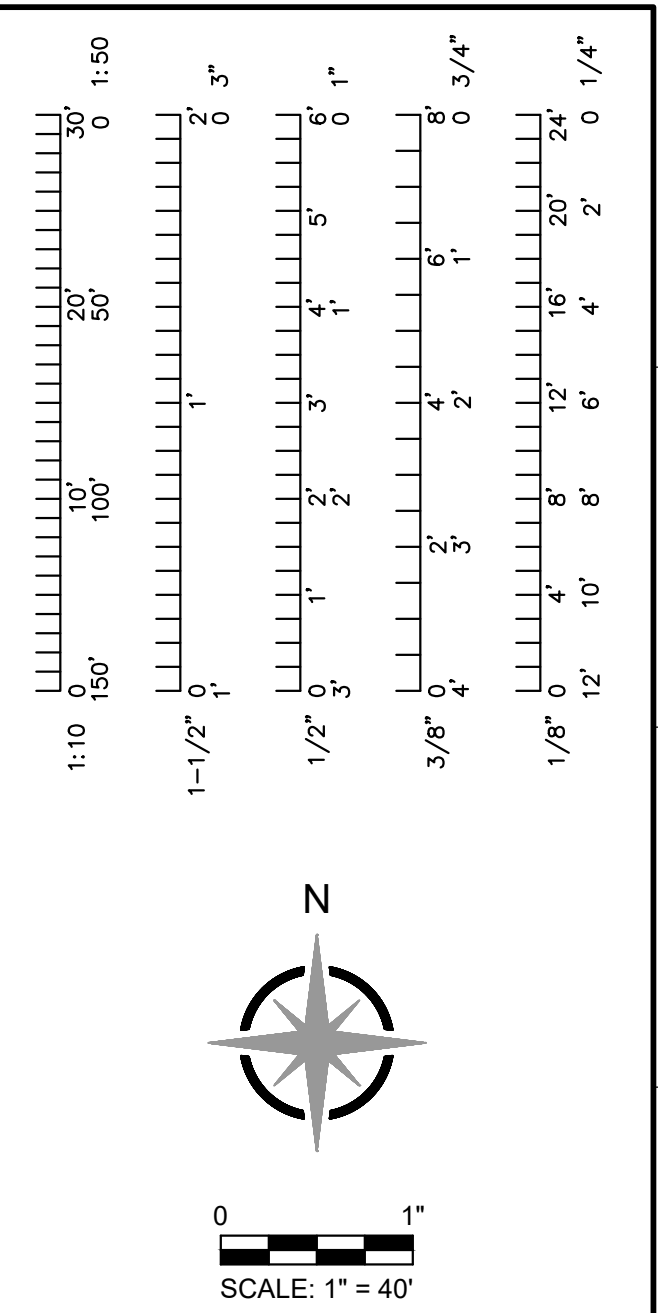 1:10 0 10' 20' 30'
150' 100' 50' 0 1:50
1-1/2" 0 1' 2'
1' 0 3"
1/2" 0 1' 2' 3' 4' 5' 6'
3' 2' 1' 0 1"
3/8" 0 2' 4' 6' 8'
4' 3' 2' 1' 0 3/4"
1/8" 0 4' 8' 12' 16' 20' 24'
12' 10' 8' 6' 4' 2' 0 1/4"
N
0 1"
SCALE: 1" = 40'